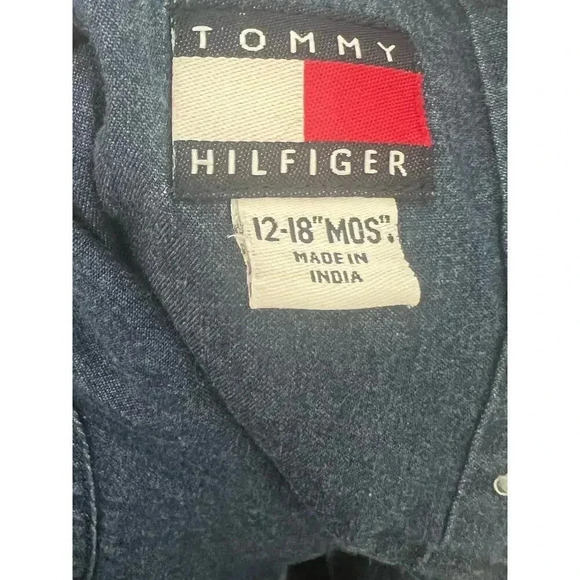 TOMMY
HILFIGER
12-18"MOS".
MADE IN
INDIA